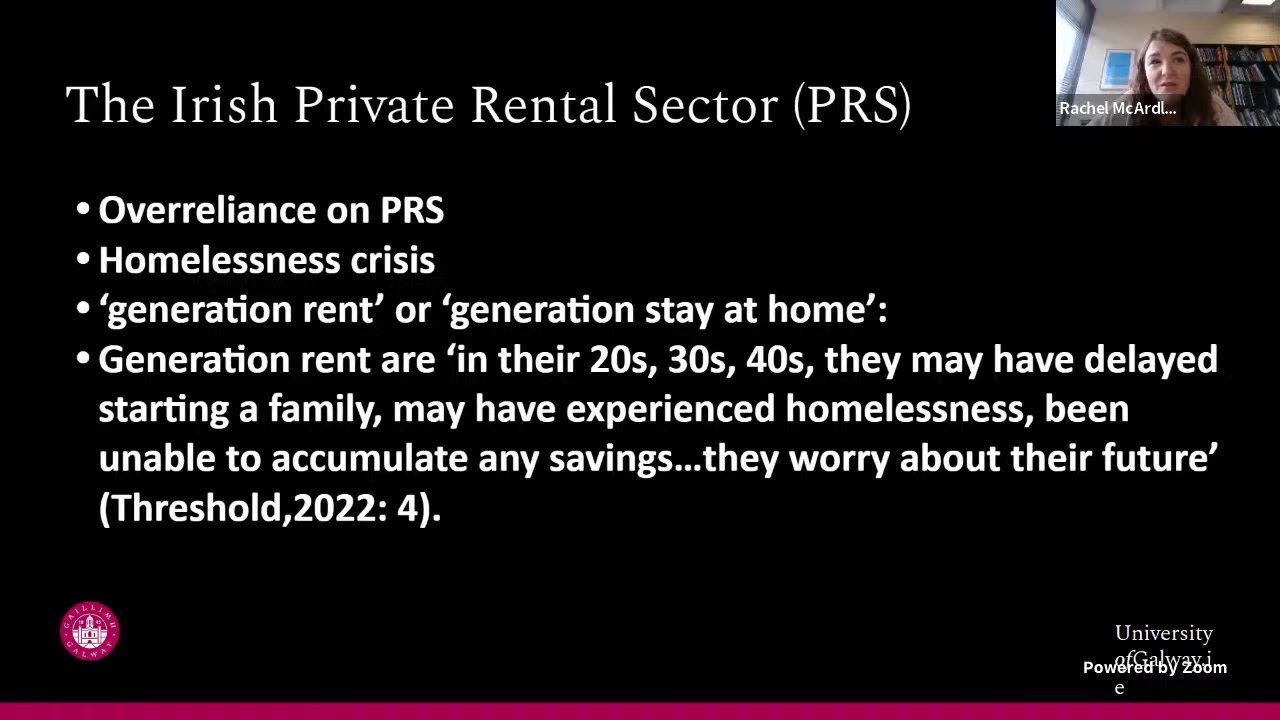 The Irish Private Rental Sector (PRS)
Rachel McArdl...
• Overreliance on PRS
• Homelessness crisis
• ‘generation rent’ or ‘generation stay at home’:
• Generation rent are ‘in their 20s, 30s, 40s, they may have delayed
starting a family, may have experienced homelessness, been
unable to accumulate any savings…they worry about their future’
(Threshold,2022: 4).
GAILLIMH
GALWAY
University
ofGalway.i
e
Powered by Zoom